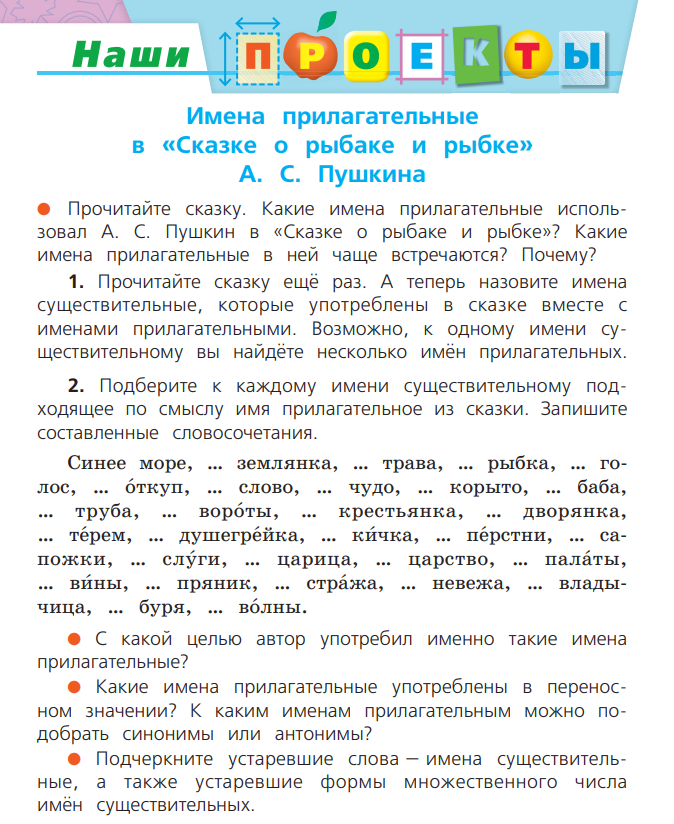 Наши ПРОЕКТЫ
Имена прилагательные
в «Сказке о рыбаке и рыбке»
А. С. Пушкина
● Прочитайте сказку. Какие имена прилагательные исполь-
зовал А. С. Пушкин в «Сказке о рыбаке и рыбке»? Какие
имена прилагательные в ней чаще встречаются? Почему?
1. Прочитайте сказку ещё раз. А теперь назовите имена
существительные, которые употреблены в сказке вместе с
именами прилагательными. Возможно, к одному имени су-
ществительному вы найдёте несколько имён прилагательных.
2. Подберите к каждому имени существительному под-
ходящее по смыслу имя прилагательное из сказки. Запишите
составленные словосочетания.
Синее море, ... землянка, ... трава, ... рыбка, ... го-
лос, ... о́ткуп, ... слово, ... чудо, ... корыто, ... баба,
... труба, ... воро́ты, ... крестьянка, ... дворянка,
... те́рем, ... душегре́йка, ... ки́чка, ... пе́рстни, ... са-
пожки, ... слу́ги, ... царица, ... царство, ... пала́ты,
... ви́ны, ... пряник, ... стра́жа, ... невежа, ... влады-
чица, ... буря, ... во́лны.
● С какой целью автор употребил именно такие имена
прилагательные?
● Какие имена прилагательные употреблены в перенос-
ном значении? К каким именам прилагательным можно по-
добрать синонимы или антонимы?
● Подчеркните устаревшие слова – имена существитель-
ные, а также устаревшие формы множественного числа
имён существительных.